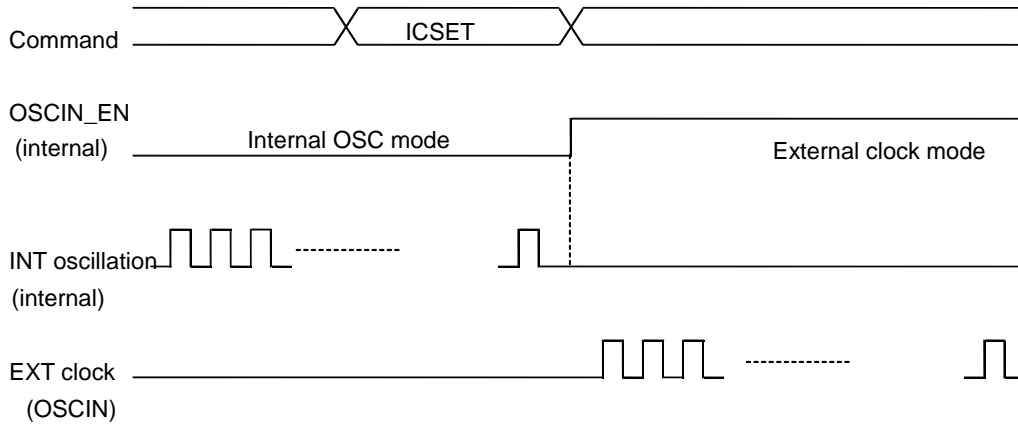 Command
ICSET
OSCIN_EN
(internal)
Internal OSC mode
External clock mode
INT oscillation
(internal)
EXT clock
(OSCIN)